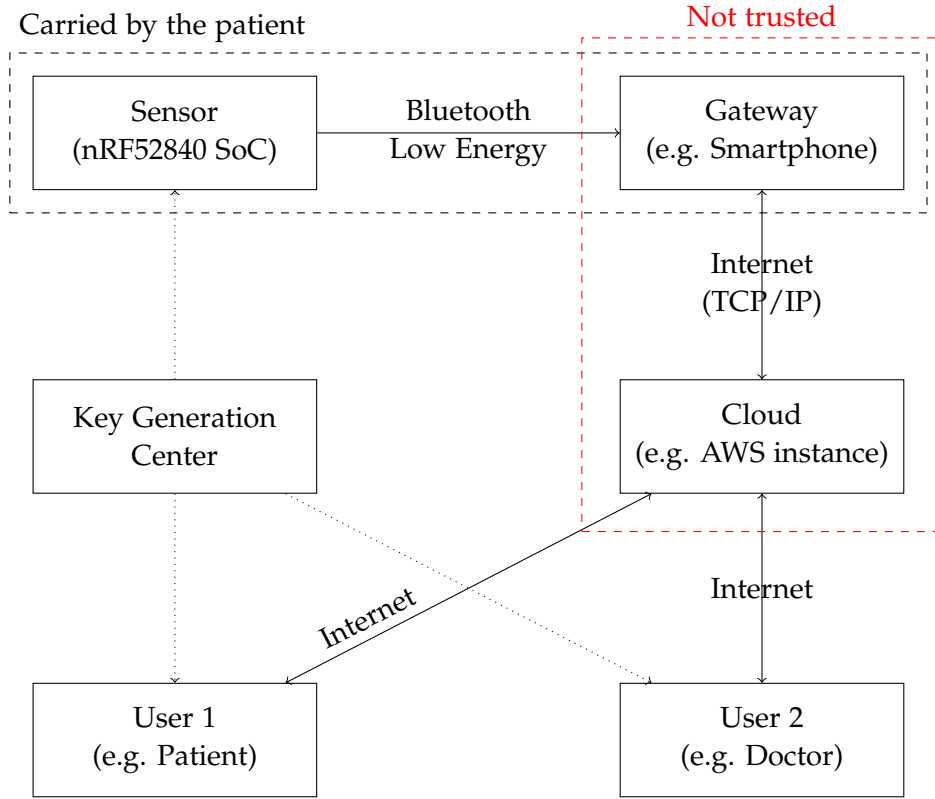 Not trusted
Carried by the patient
Sensor
(nRF52840 SoC)
Bluetooth
Low Energy
Gateway
(e.g. Smartphone)
Internet
(TCP/IP)
Key Generation
Center
Cloud
(e.g. AWS instance)
Internet
Internet
User 1
(e.g. Patient)
User 2
(e.g. Doctor)